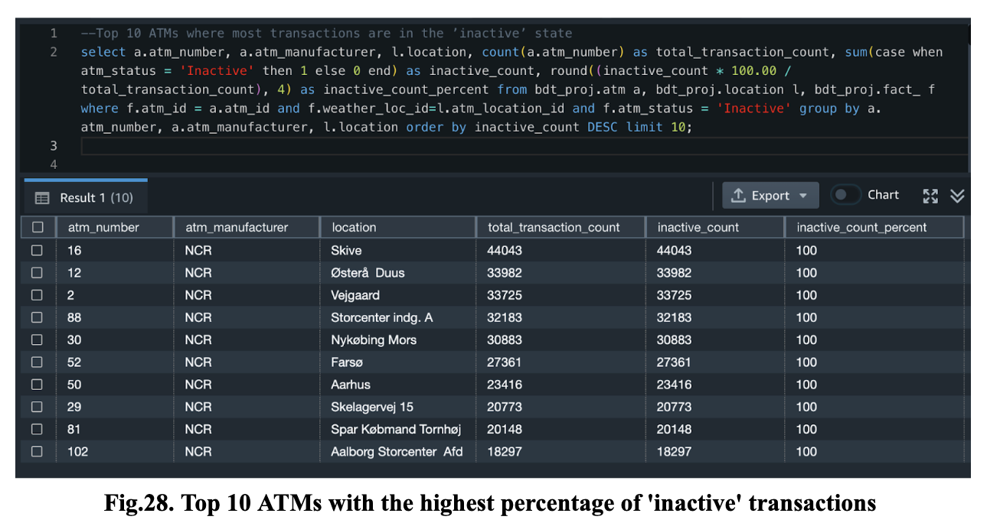 1 --Top 10 ATMs where most transactions are in the ’inactive’ state
2 select a.atm_number, a.atm_manufacturer, l.location, count(a.atm_number) as total_transaction_count, sum(case when
atm_status = 'Inactive' then 1 else 0 end) as inactive_count, round((inactive_count * 100.00 /
total_transaction_count), 4) as inactive_count_percent from bdt_proj.atm a, bdt_proj.location l, bdt_proj.fact_ f
where f.atm_id = a.atm_id and f.weather_loc_id=l.atm_location_id and f.atm_status = 'Inactive' group by a.
atm_number, a.atm_manufacturer, l.location order by inactive_count DESC limit 10;
3
4
Result 1 (10) Export Chart
atm_number atm_manufacturer location total_transaction_count inactive_count inactive_count_percent
16 NCR Skive 44043 44043 100
12 NCR Østerå Duus 33982 33982 100
2 NCR Vejgaard 33725 33725 100
88 NCR Storcenter indg. A 32183 32183 100
30 NCR Nykøbing Mors 30883 30883 100
52 NCR Farsø 27361 27361 100
50 NCR Aarhus 23416 23416 100
29 NCR Skelagervej 15 20773 20773 100
81 NCR Spar Købmand Tornhøj 20148 20148 100
102 NCR Aalborg Storcenter Afd 18297 18297 100
Fig.28. Top 10 ATMs with the highest percentage of 'inactive' transactions